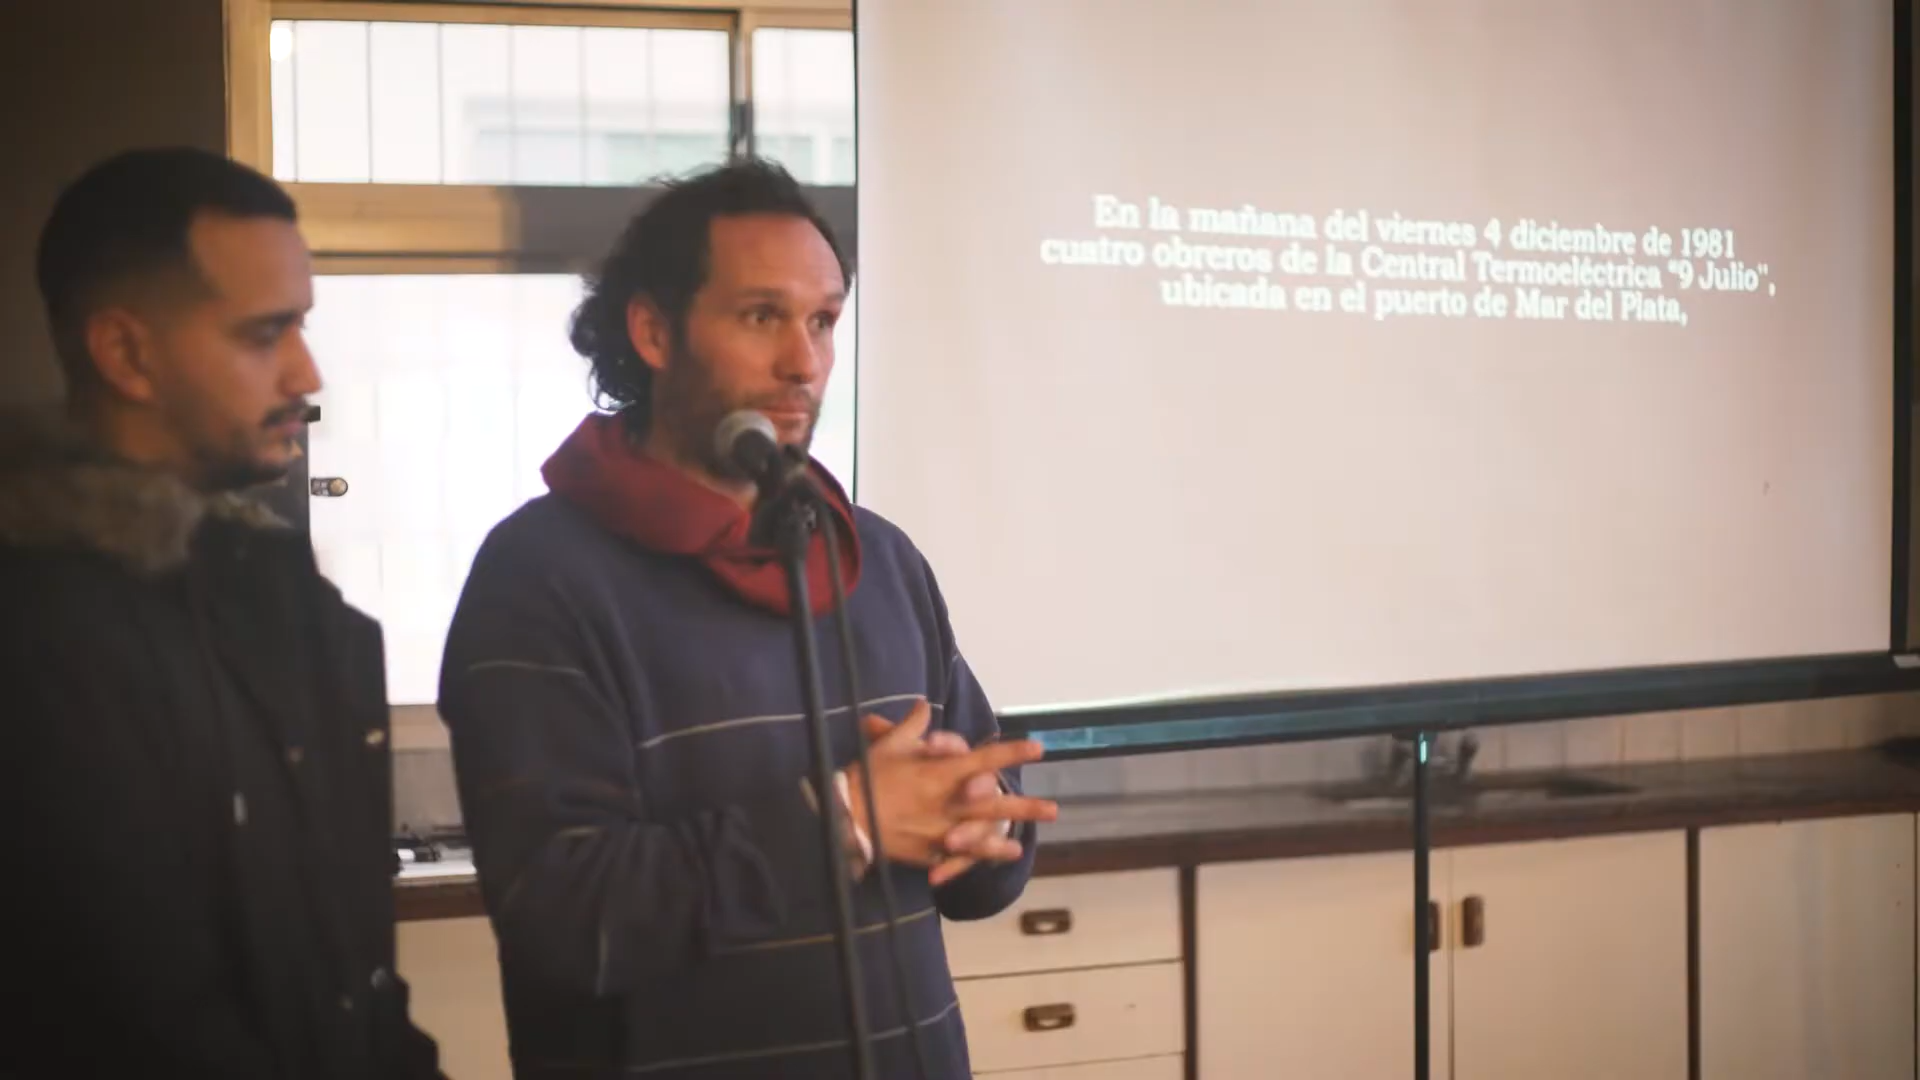 En la mañana del viernes 4 diciembre de 1981
cuatro obreros de la Central Termoeléctrica "9 Julio",
ubicada en el puerto de Mar del Plata,